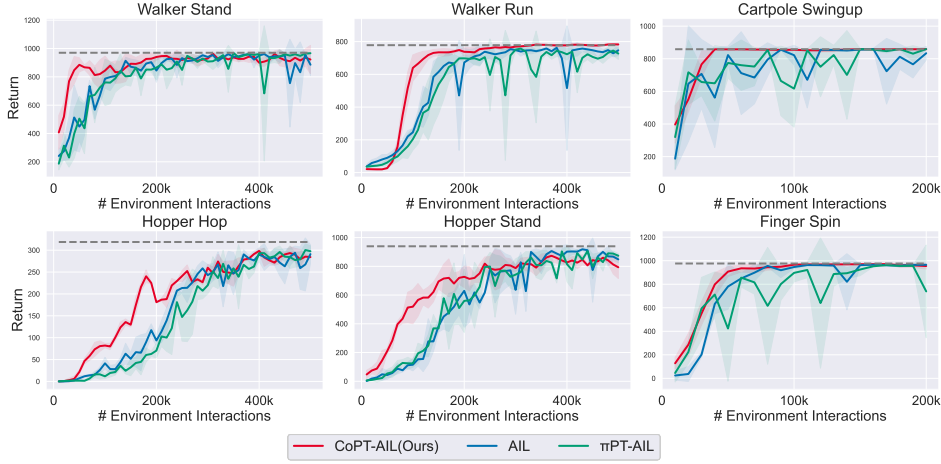 Walker Stand
Walker Run
Cartpole Swingup
Return
1200
1000
800
600
400
200
0
200k
400k
# Environment Interactions
800
600
400
200
0
0
200k
400k
# Environment Interactions
1000
800
600
400
200
0
100k
200k
# Environment Interactions
Hopper Hop
Hopper Stand
Finger Spin
Return
300
250
200
150
100
50
0
0
200k
400k
# Environment Interactions
1000
800
600
400
200
0
0
200k
400k
# Environment Interactions
1200
1000
800
600
400
200
0
0
100k
200k
# Environment Interactions
CoPT-AIL(Ours)
AIL
πPT-AIL